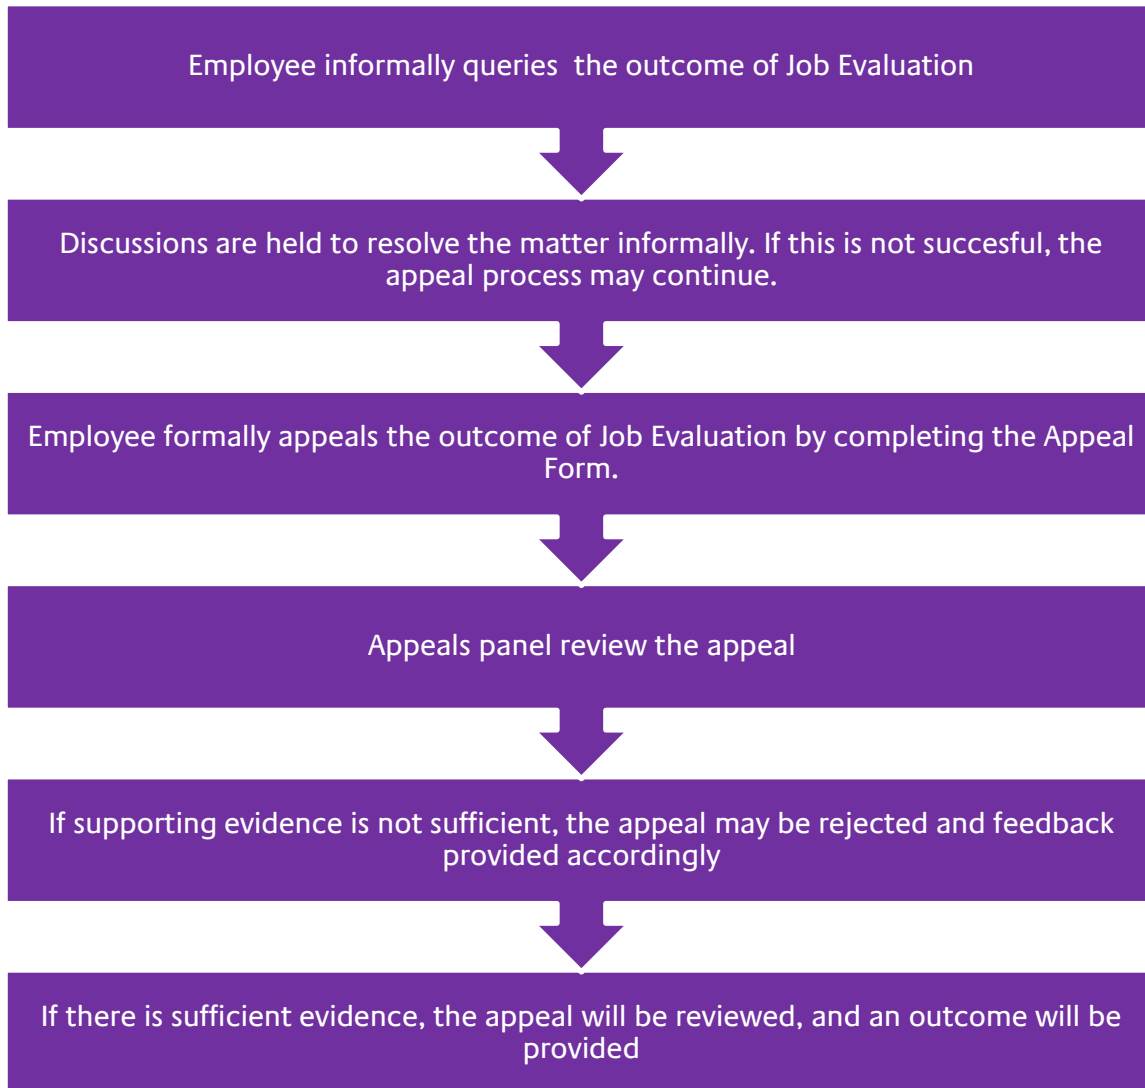 Employee informally queries  the outcome of Job Evaluation
Discussions are held to resolve the matter informally. If this is not succesful, the
appeal process may continue.
Employee formally appeals the outcome of Job Evaluation by completing the Appeal
Form.
Appeals panel review the appeal
If supporting evidence is not sufficient, the appeal may be rejected and feedback
provided accordingly
If there is sufficient evidence, the appeal will be reviewed, and an outcome will be
provided